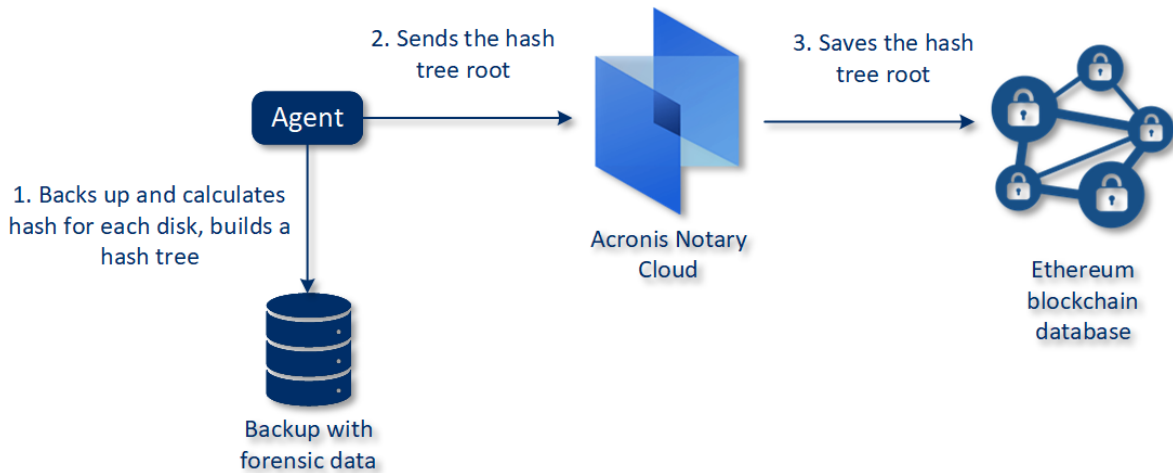 2. Sends the hash
tree root
3. Saves the hash
tree root
Agent
1. Backs up and calculates
hash for each disk, builds a
hash tree
Acronis Notary
Cloud
Ethereum
blockchain
database
Backup with
forensic data